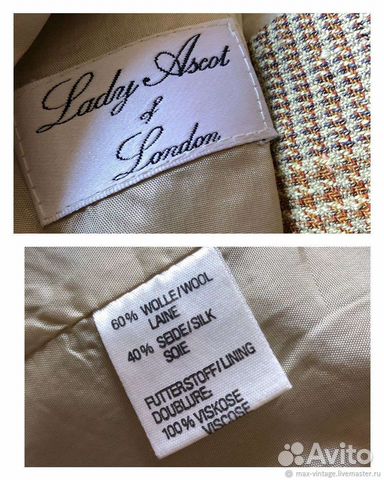 Lady Ascot
of
London
60% WOLLE/WOOL
LAINE
40% SEIDE/SILK
SOIE
FUTTERSTOFF/LINING
DOUBLURE:
100% VISKOSE
VISCOSE
Avito
max-vintage.livemaster.ru